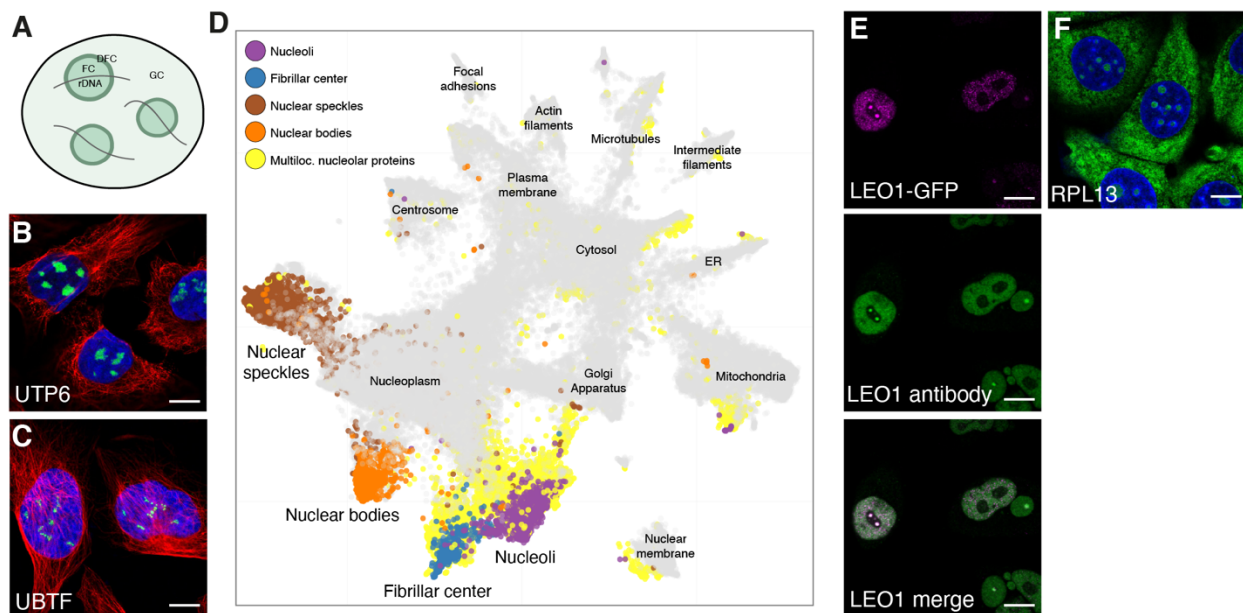 A
FC
DFC
GC
rDNA
B
UTP6
C
UBTF
D
Nucleoli
Fibrillar center
Nuclear speckles
Nuclear bodies
Multiloc. nucleolar proteins
Focal
adhesions
Actin
filaments
Microtubules
Intermediate
filaments
Plasma
membrane
Centrosome
Cytosol
ER
Nuclear
speckles
Nucleoplasm
Golgi
Apparatus
Mitochondria
Nuclear bodies
Nucleoli
Nuclear
membrane
Fibrillar center
E
LEO1-GFP
LEO1 antibody
LEO1 merge
F
RPL13